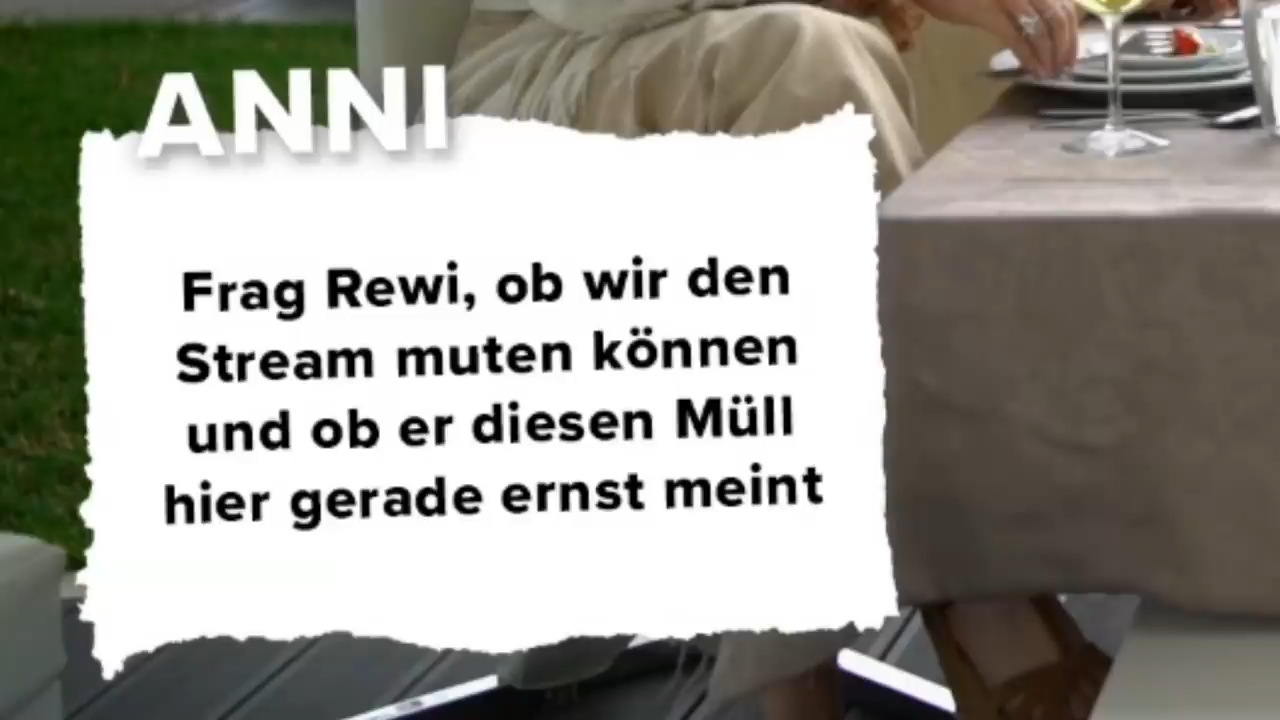 ANNI
Frag Rewi, ob wir den
Stream muten können
und ob er diesen Müll
hier gerade ernst meint